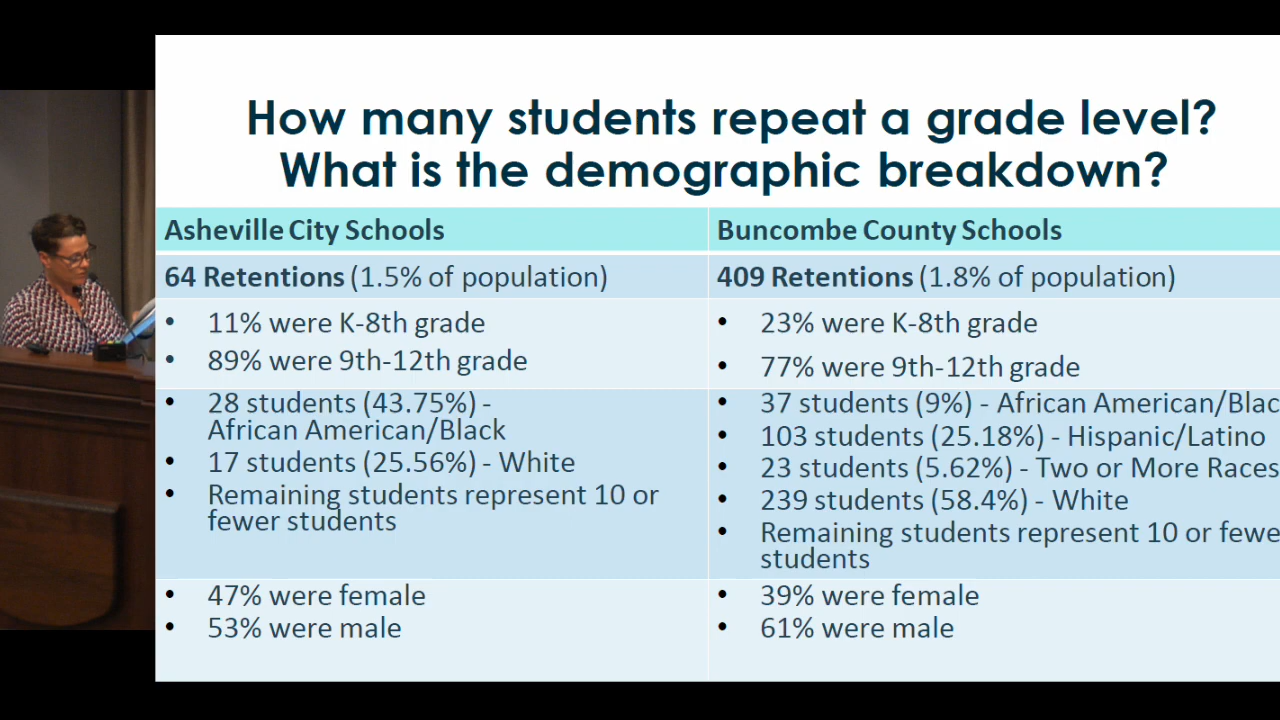 How many students repeat a grade level?
What is the demographic breakdown?
Asheville City Schools
64 Retentions (1.5% of population)
• 11% were K-8th grade
• 89% were 9th-12th grade
• 28 students (43.75%) -
African American/Black
• 17 students (25.56%) - White
• Remaining students represent 10 or
fewer students
• 47% were female
• 53% were male
Buncombe County Schools
409 Retentions (1.8% of population)
• 23% were K-8th grade
• 77% were 9th-12th grade
• 37 students (9%) - African American/Blac
• 103 students (25.18%) - Hispanic/Latino
• 23 students (5.62%) - Two or More Races
• 239 students (58.4%) - White
• Remaining students represent 10 or fewe
students
• 39% were female
• 61% were male